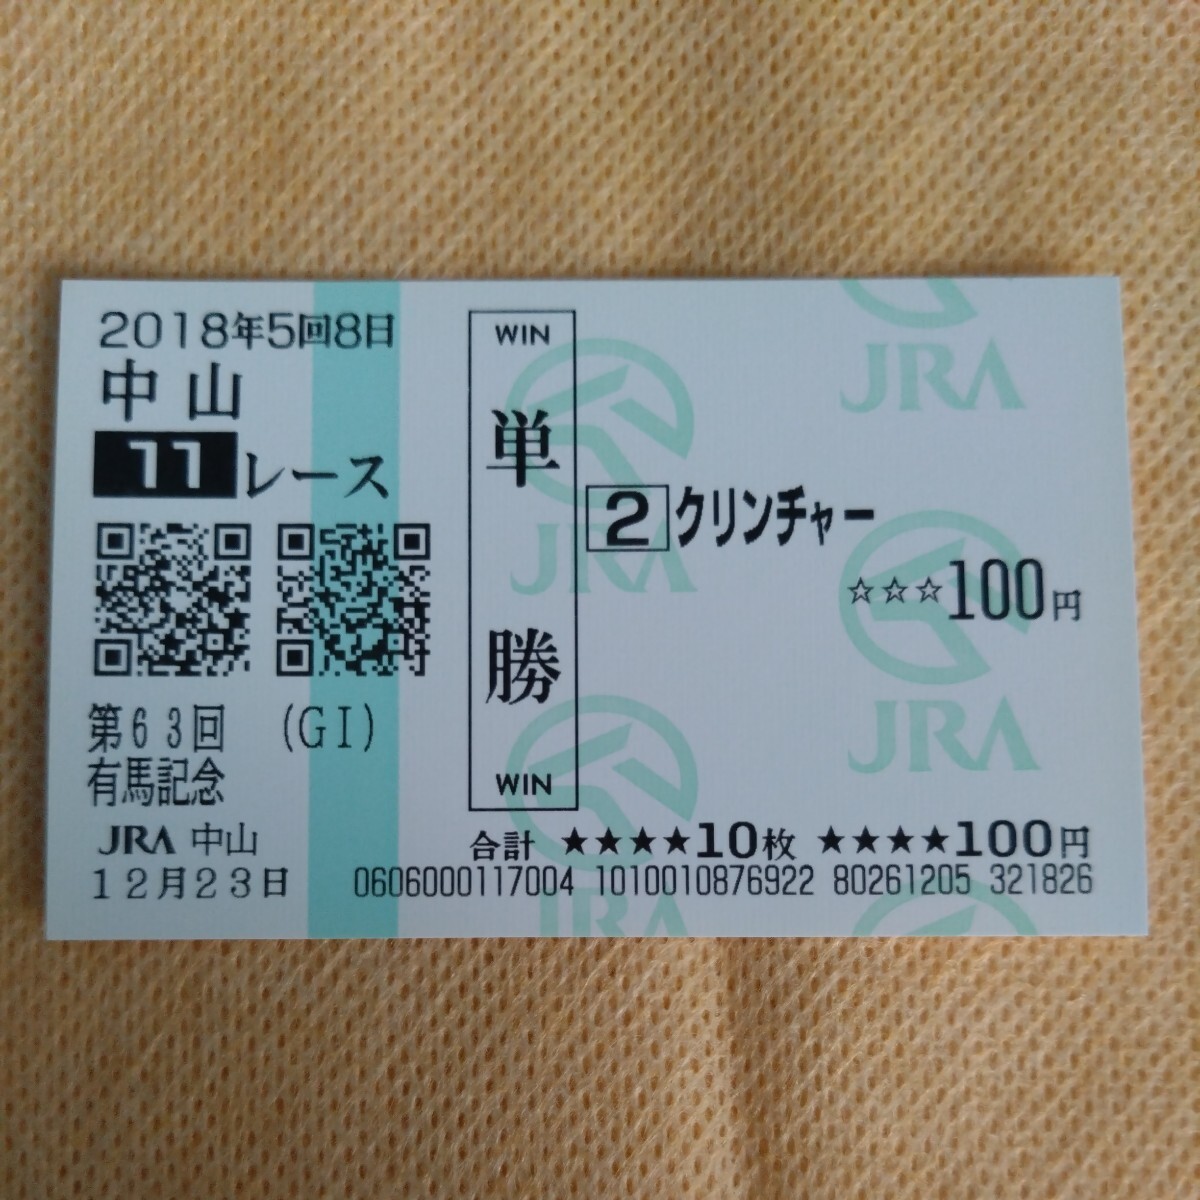 2018年5回8日
中山
11レース
第63回 (GI)
有馬記念
JRA 中山
12月23日
WIN
単勝
WIN
2 クリンチャー
☆☆☆100円
合計 ★★★★10枚 ★★★★100円
0606000117004 1010010876922 80261205 321826
JRA
JRA
JRA
JRA